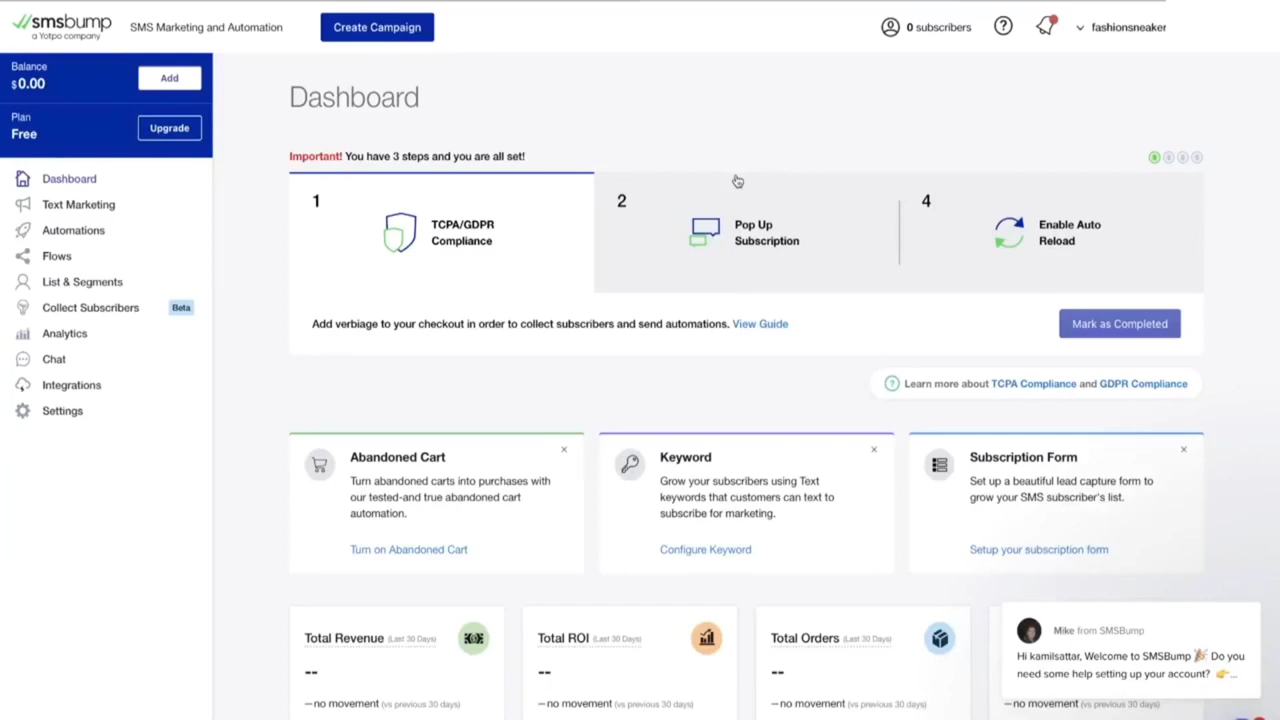 smsbump
a Yotpo company
SMS Marketing and Automation
Create Campaign
0 subscribers
fashionsneaker
Balance
$0.00
Add
Plan
Free
Upgrade
Dashboard
Text Marketing
Automations
Flows
List & Segments
Collect Subscribers Beta
Analytics
Chat
Integrations
Settings
Dashboard
Important! You have 3 steps and you are all set!
1
TCPA/GDPR
Compliance
2
Pop Up
Subscription
4
Enable Auto
Reload
Add verbiage to your checkout in order to collect subscribers and send automations. View Guide
Mark as Completed
Learn more about TCPA Compliance and GDPR Compliance
Abandoned Cart
Turn abandoned carts into purchases with
our tested-and true abandoned cart
automation.
Turn on Abandoned Cart
Keyword
Grow your subscribers using Text
keywords that customers can text to
subscribe for marketing.
Configure Keyword
Subscription Form
Set up a beautiful lead capture form to
grow your SMS subscriber's list.
Setup your subscription form
Total Revenue (Last 30 Days)
--
—no movement (vs previous 30 days)
Total ROI (Last 30 Days)
--
—no movement (vs previous 30 days)
Total Orders (Last 30 Days)
--
—no movement (vs previous 30 days)
Mike from SMSBump
Hi kamilsattar, Welcome to SMSBump 🎉 Do you
need some help setting up your account? 👉...
—no movement (vs previous 30 days)